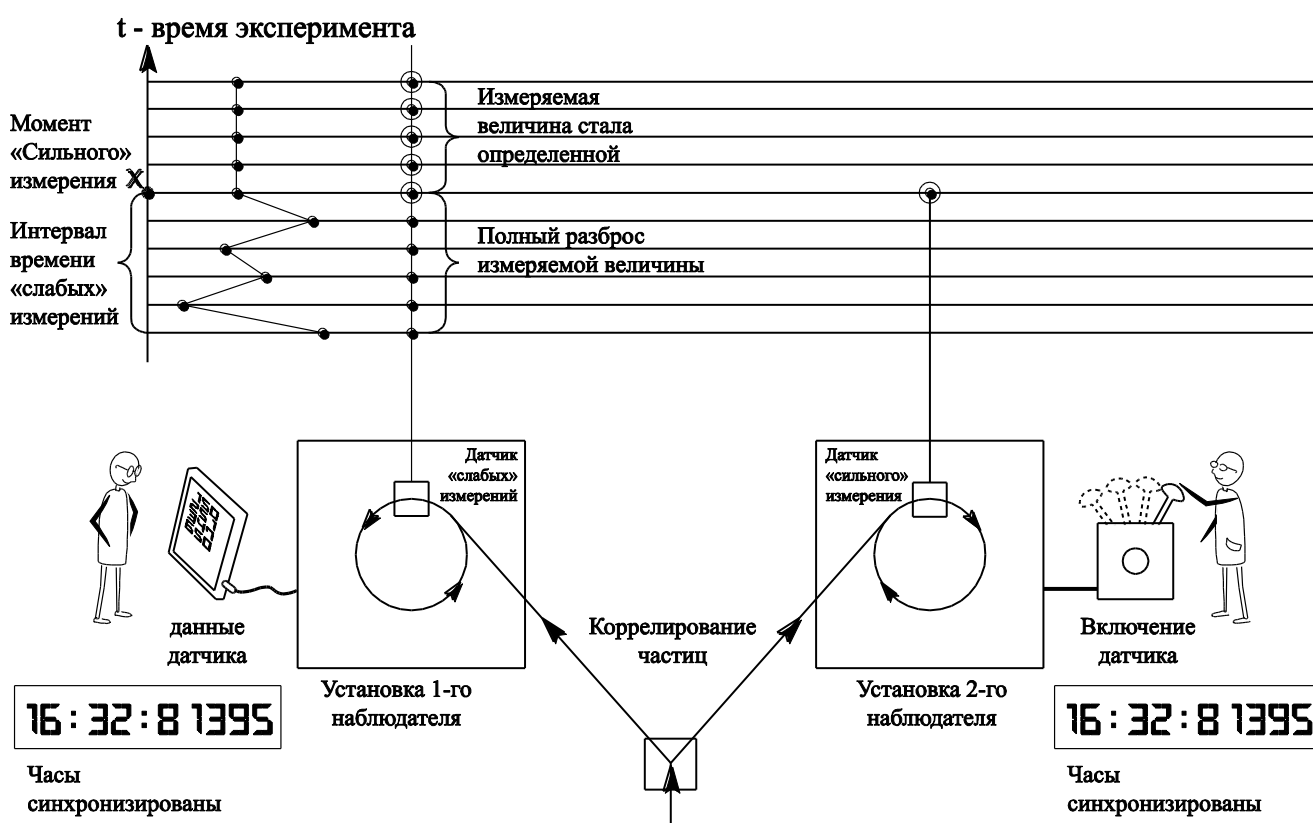 t - время эксперимента
Момент
«Сильного»
измерения X
Измеряемая
величина стала
определенной
Интервал
времени
«слабых»
измерений
Полный разброс
измеряемой величины
Датчик
«слабых»
измерений
Датчик
«сильного»
измерения
данные
датчика
Коррелирование
частиц
Включение
датчика
Установка 1-го
наблюдателя
Установка 2-го
наблюдателя
16:32:81395
16:32:81395
Часы
синхронизированы
Часы
синхронизированы